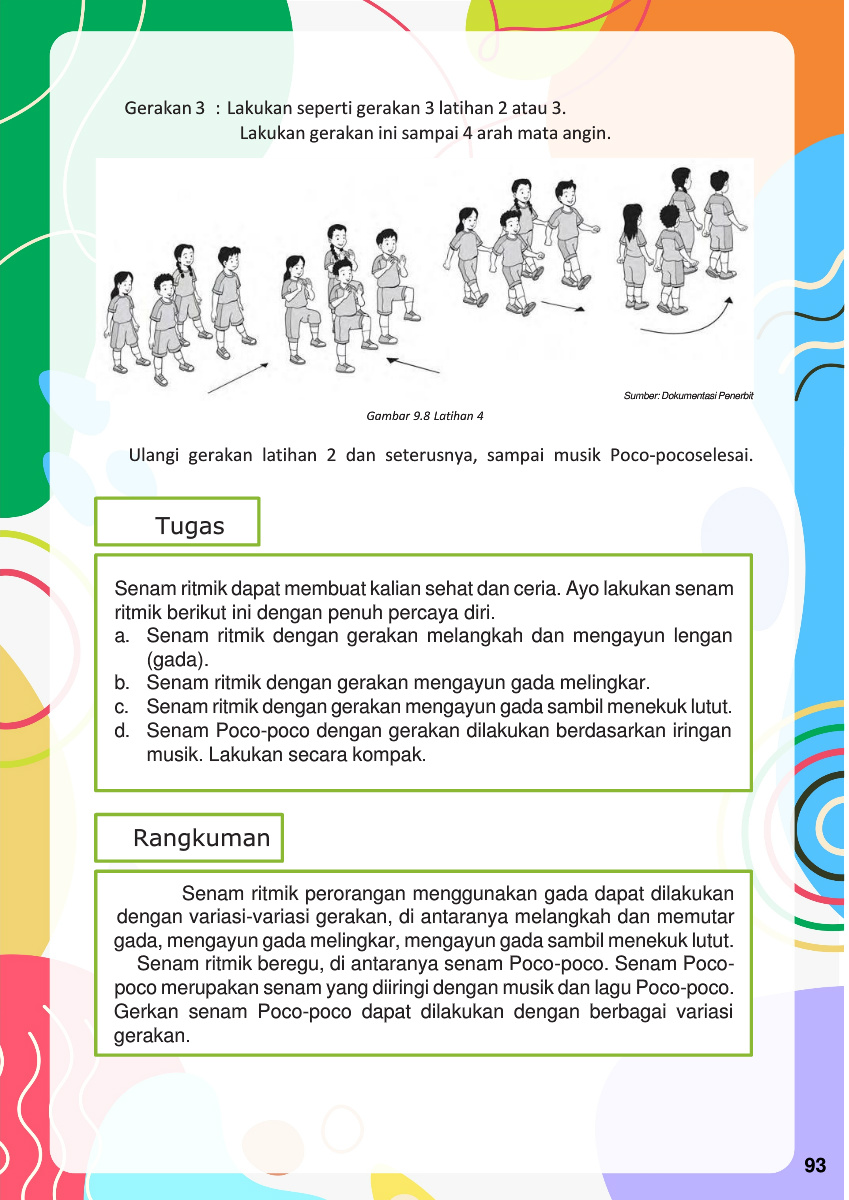 Gerakan 3 : Lakukan seperti gerakan 3 latihan 2 atau 3.
Lakukan gerakan ini sampai 4 arah mata angin.
Sumber: Dokumentasi Penerbit
Gambar 9.8 Latihan 4
Ulangi gerakan latihan 2 dan seterusnya, sampai musik Poco-pocoselesai.
Tugas
Senam ritmik dapat membuat kalian sehat dan ceria. Ayo lakukan senam
ritmik berikut ini dengan penuh percaya diri.
a. Senam ritmik dengan gerakan melangkah dan mengayun lengan
(gada).
b. Senam ritmik dengan gerakan mengayun gada melingkar.
c. Senam ritmik dengan gerakan mengayun gada sambil menekuk lutut.
d. Senam Poco-poco dengan gerakan dilakukan berdasarkan iringan
musik. Lakukan secara kompak.
Rangkuman
Senam ritmik perorangan menggunakan gada dapat dilakukan
dengan variasi-variasi gerakan, di antaranya melangkah dan memutar
gada, mengayun gada melingkar, mengayun gada sambil menekuk lutut.
Senam ritmik beregu, di antaranya senam Poco-poco. Senam Poco-
poco merupakan senam yang diiringi dengan musik dan lagu Poco-poco.
Gerkan senam Poco-poco dapat dilakukan dengan berbagai variasi
gerakan.
93